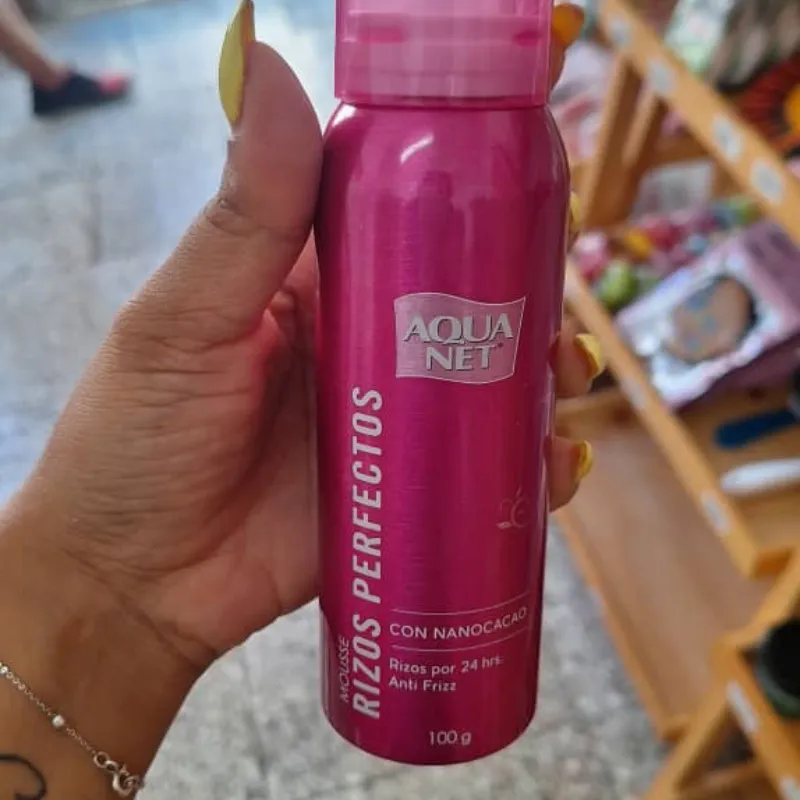 AQUA
NET
MOUSSE
RIZOS PERFECTOS
CON NANOCACAO
Rizos por 24 hrs.
Anti Frizz
100 g